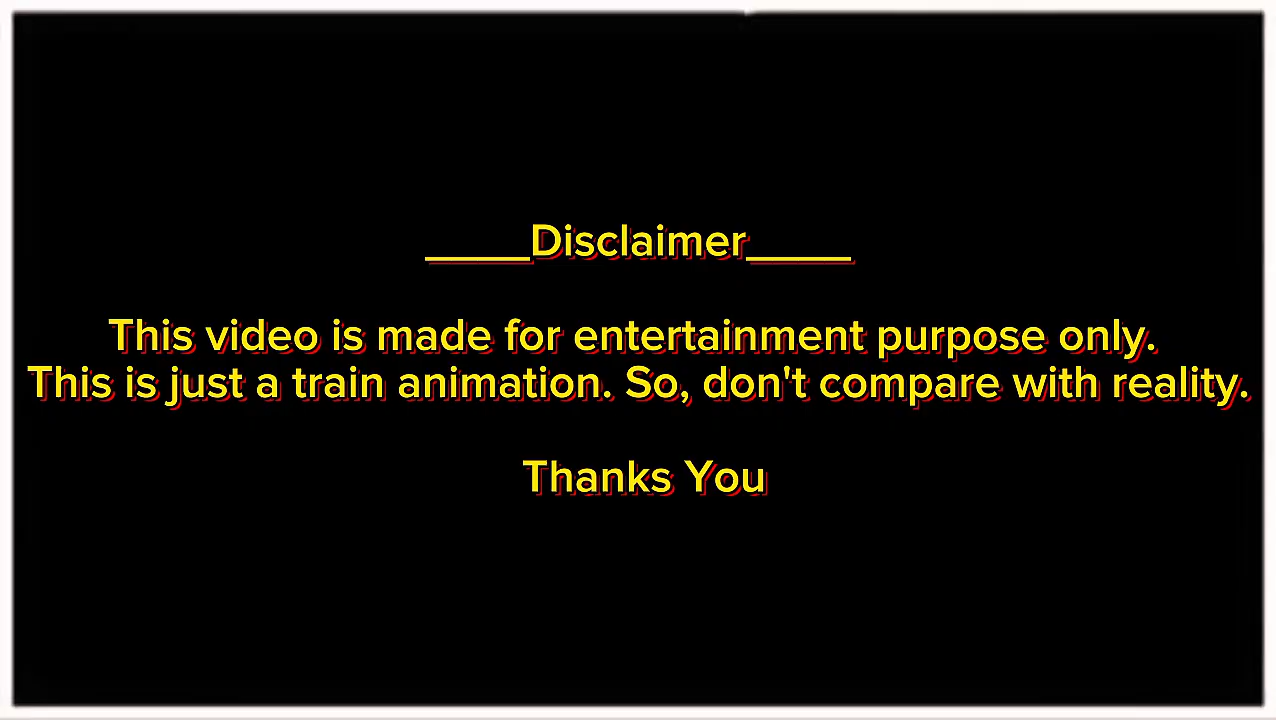 ____Disclaimer____
This video is made for entertainment purpose only.
This is just a train animation. So, don't compare with reality.
Thanks You